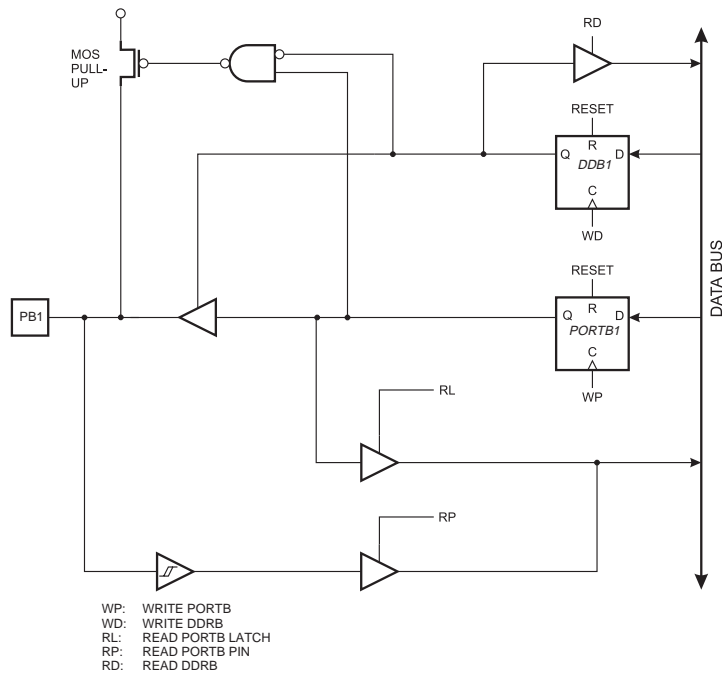 MOS
PULL-
UP
RD
RESET
R
Q
D
DDB1
C
WD
DATA BUS
RESET
R
PB1
Q
D
PORTB1
C
WP
RL
RP
WP: WRITE PORTB
WD: WRITE DDRB
RL: READ PORTB LATCH
RP: READ PORTB PIN
RD: READ DDRB